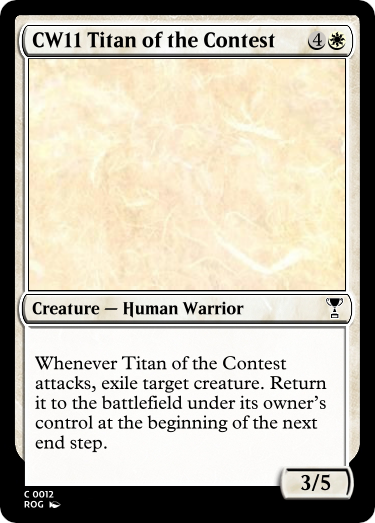 CW11 Titan of the Contest 4
Creature — Human Warrior
Whenever Titan of the Contest
attacks, exile target creature. Return
it to the battlefield under its owner's
control at the beginning of the next
end step.
3/5
C 0012
ROG